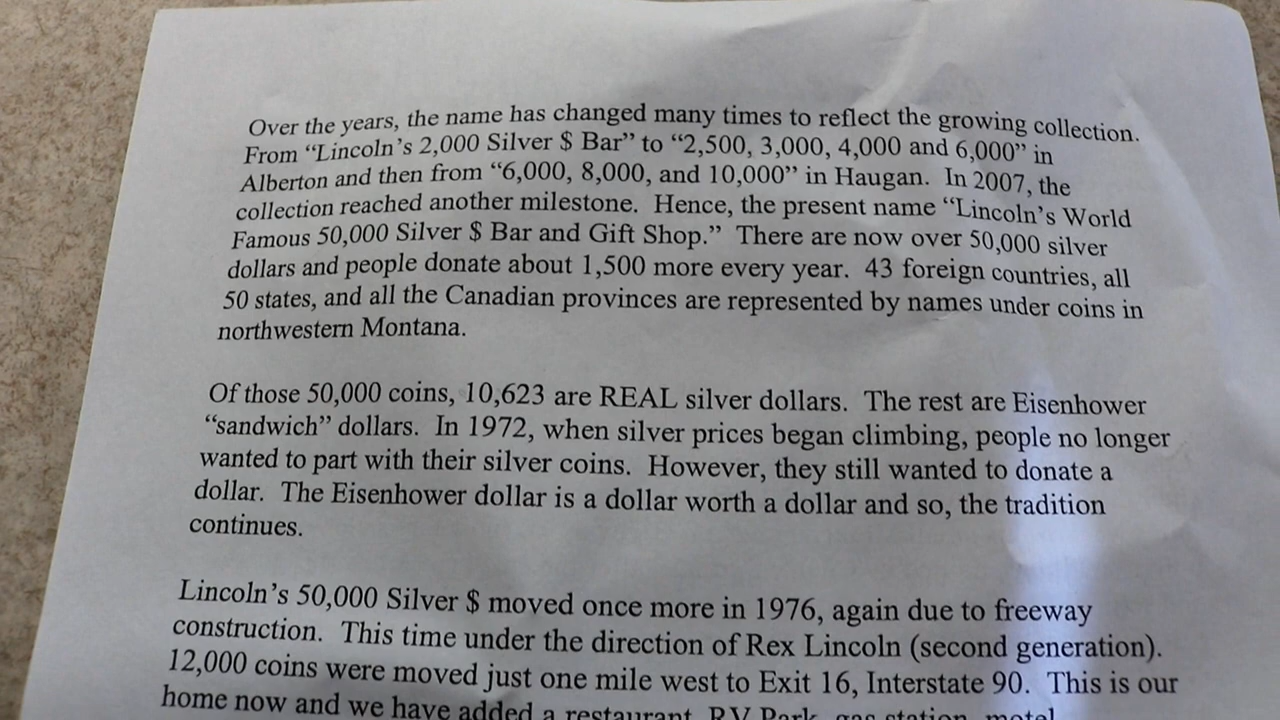 Over the years, the name has changed many times to reflect the growing collection.
From “Lincoln’s 2,000 Silver $ Bar” to “2,500, 3,000, 4,000 and 6,000” in
Alberton and then from “6,000, 8,000, and 10,000” in Haugan. In 2007, the
collection reached another milestone. Hence, the present name “Lincoln’s World
Famous 50,000 Silver $ Bar and Gift Shop.” There are now over 50,000 silver
dollars and people donate about 1,500 more every year. 43 foreign countries, all
50 states, and all the Canadian provinces are represented by names under coins in
northwestern Montana.
Of those 50,000 coins, 10,623 are REAL silver dollars. The rest are Eisenhower
“sandwich” dollars. In 1972, when silver prices began climbing, people no longer
wanted to part with their silver coins. However, they still wanted to donate a
dollar. The Eisenhower dollar is a dollar worth a dollar and so, the tradition
continues.
Lincoln’s 50,000 Silver $ moved once more in 1976, again due to freeway
construction. This time under the direction of Rex Lincoln (second generation).
12,000 coins were moved just one mile west to Exit 16, Interstate 90. This is our
home now and we have added a restaurant, RV Park, gas station, motel